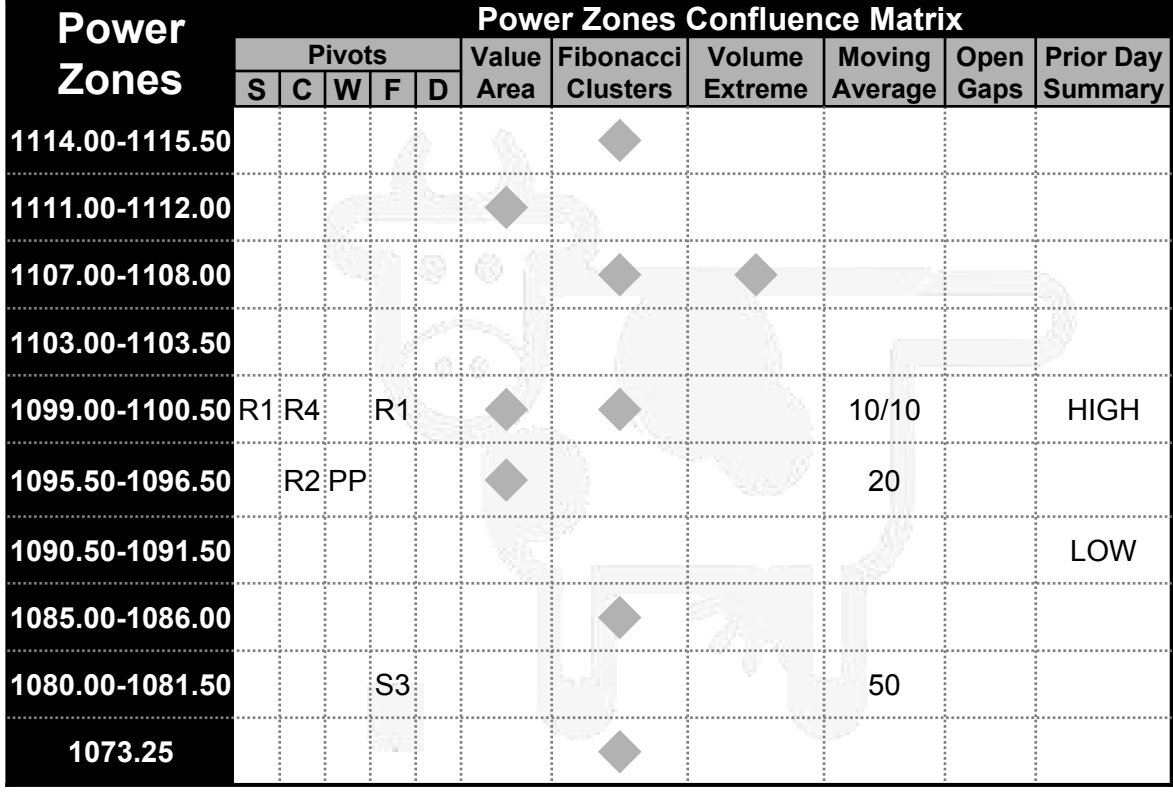 Power Zones
Power Zones Confluence Matrix
Pivots
Value Area
Fibonacci Clusters
Volume Extreme
Moving Average
Open Gaps
Prior Day Summary
S C W F D
1114.00-1115.50
1111.00-1112.00
1107.00-1108.00
1103.00-1103.50
1099.00-1100.50 R1 R4 R1 10/10 HIGH
1095.50-1096.50 R2 PP 20
1090.50-1091.50 LOW
1085.00-1086.00
1080.00-1081.50 S3 50
1073.25